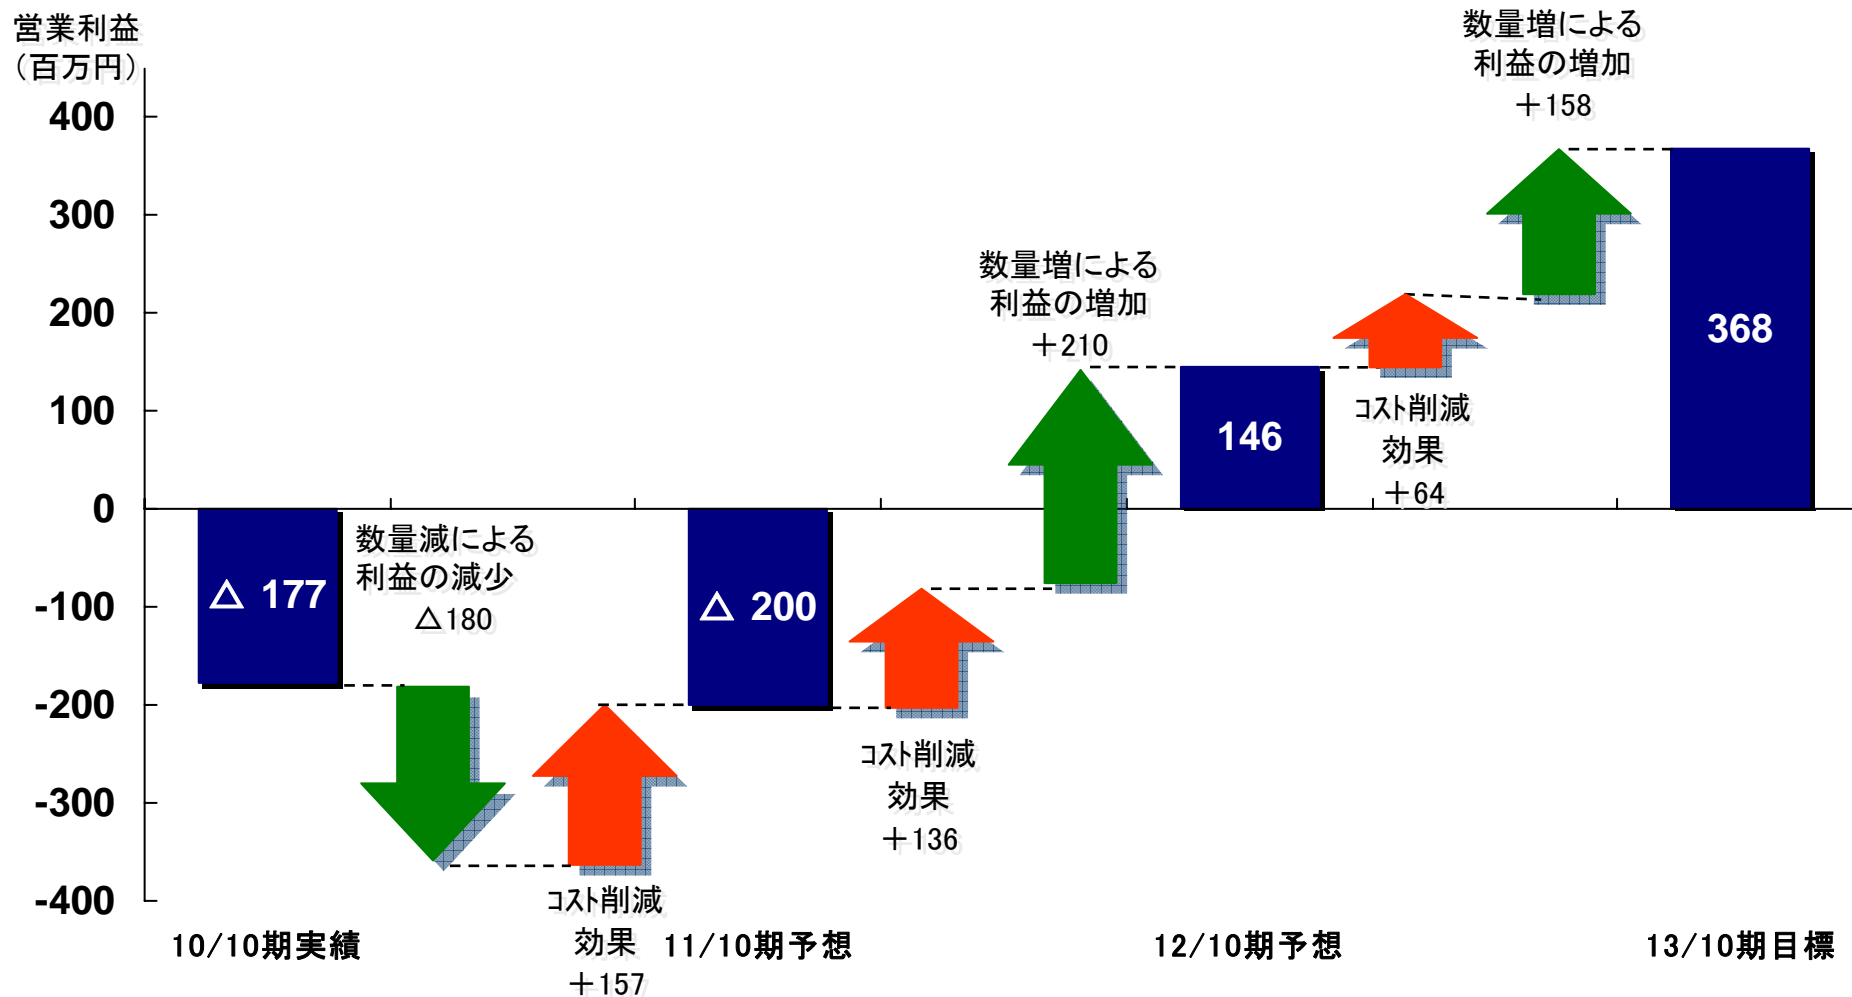 営業利益
（百万円）
400
300
200
100
0
-100
-200
-300
-400
△ 177
数量減による
利益の減少
△180
コスト削減
効果
＋157
△ 200
コスト削減
効果
＋136
数量増による
利益の増加
＋210
146
コスト削減
効果
＋64
数量増による
利益の増加
＋158
368
10/10期実績
11/10期予想
12/10期予想
13/10期目標